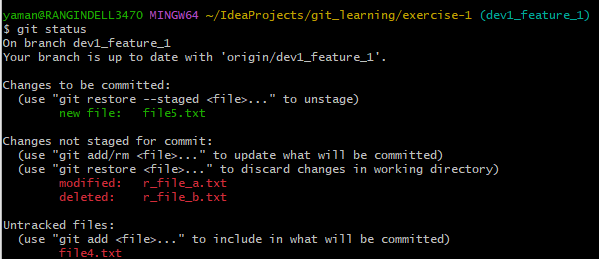 yaman@RANGINDELL3470 MINGW64 ~/IdeaProjects/git_learning/exercise-1 (dev1_feature_1)
$ git status
On branch dev1_feature_1
Your branch is up to date with 'origin/dev1_feature_1'.
Changes to be committed:
(use "git restore --staged <file>..." to unstage)
new file: file5.txt
Changes not staged for commit:
(use "git add/rm <file>..." to update what will be committed)
(use "git restore <file>..." to discard changes in working directory)
modified: r_file_a.txt
deleted: r_file_b.txt
Untracked files:
(use "git add <file>..." to include in what will be committed)
file4.txt